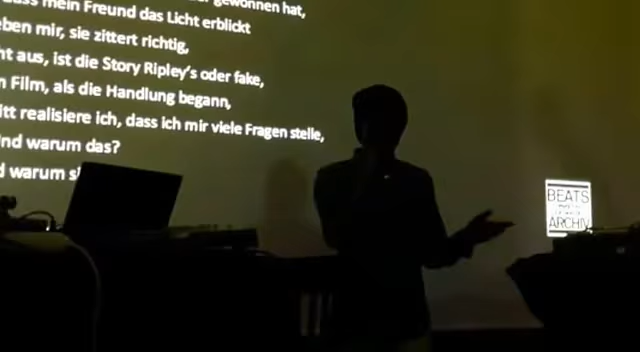 gewonnen hat,
mein Freund das Licht erblickt
eben mir, sie zittert richtig,
ht aus, ist die Story Ripley's oder fake,
n Film, als die Handlung begann,
itt realisiere ich, dass ich mir viele Fragen stelle,
Und warum das?
d warum s
BEATS
ARCHIV